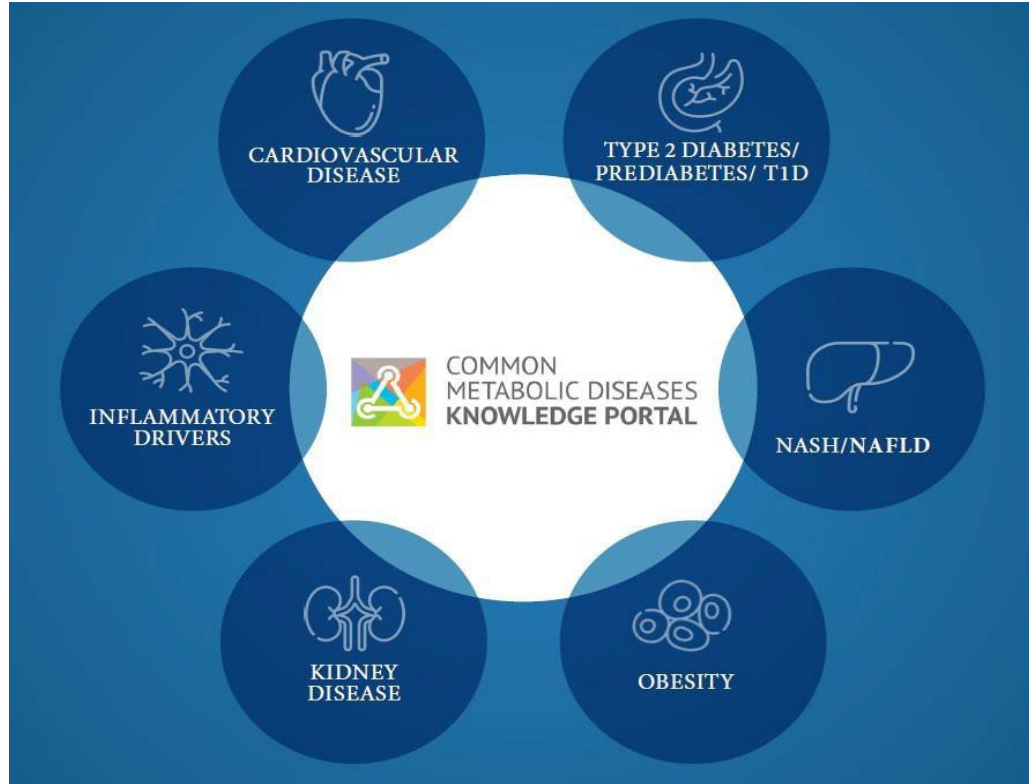 CARDIOVASCULAR
DISEASE
TYPE 2 DIABETES/
PREDIABETES/ T1D
INFLAMMATORY
DRIVERS
COMMON
METABOLIC DISEASES
KNOWLEDGE PORTAL
NASH/NAFLD
KIDNEY
DISEASE
OBESITY